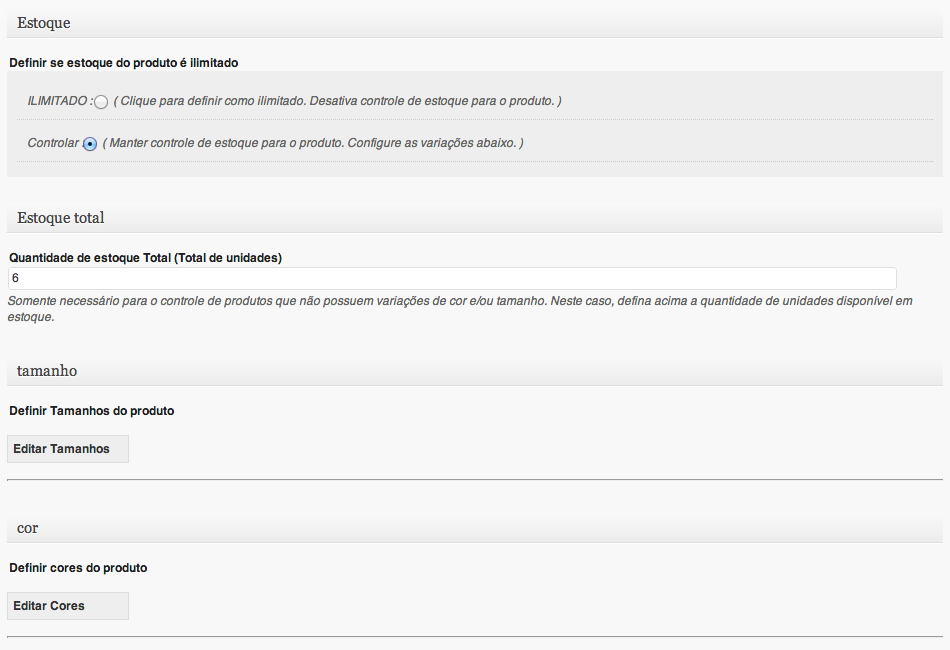 Estoque
Definir se estoque do produto é ilimitado
ILIMITADO : ( Clique para definir como ilimitado. Desativa controle de estoque para o produto. )
Controlar : ( Manter controle de estoque para o produto. Configure as variações abaixo. )
Estoque total
Quantidade de estoque Total (Total de unidades)
6
Somente necessário para o controle de produtos que não possuem variações de cor e/ou tamanho. Neste caso, defina acima a quantidade de unidades disponível em
estoque.
tamanho
Definir Tamanhos do produto
Editar Tamanhos
cor
Definir cores do produto
Editar Cores